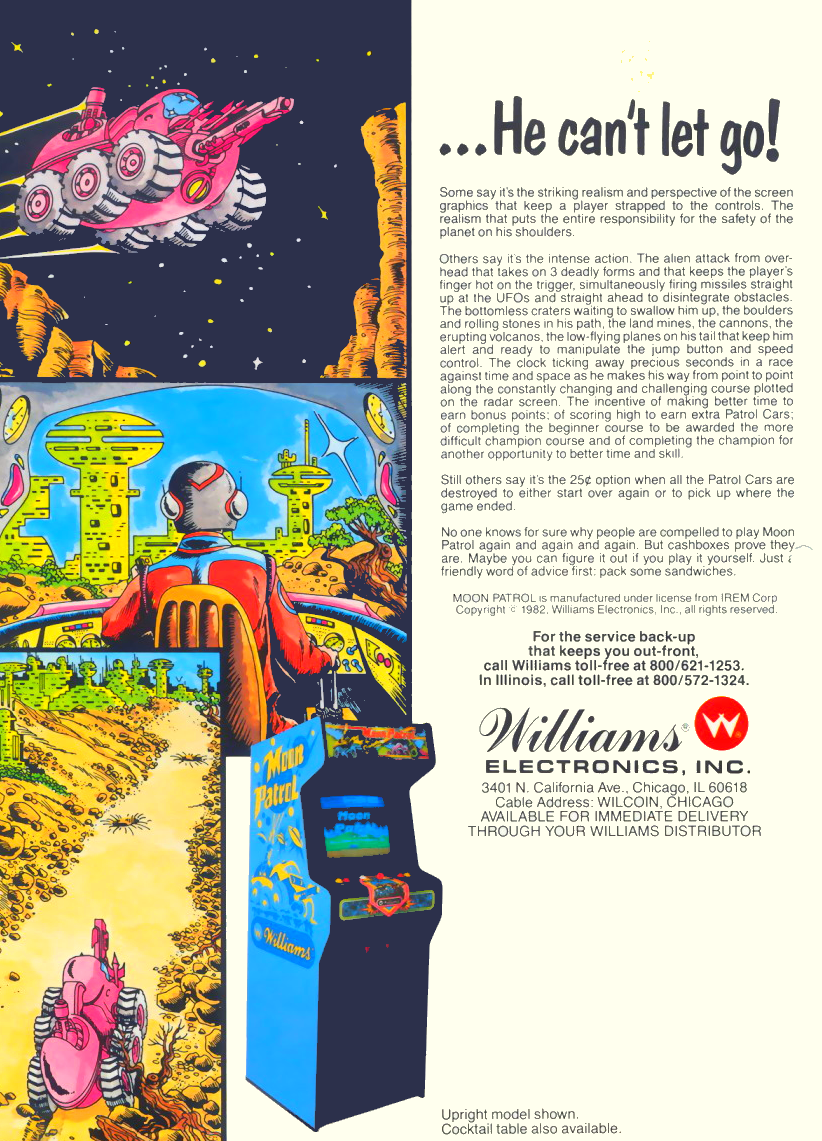 ...He can't let go!
Some say it's the striking realism and perspective of the screen
graphics that keep a player strapped to the controls. The
realism that puts the entire responsibility for the safety of the
planet on his shoulders.
Others say it's the intense action. The alien attack from over-
head that takes on 3 deadly forms and that keeps the player's
finger hot on the trigger, simultaneously firing missiles straight
up at the UFOs and straight ahead to disintegrate obstacles.
The bottomless craters waiting to swallow him up, the boulders
and rolling stones in his path, the land mines, the cannons, the
erupting volcanos, the low-flying planes on his tail that keep him
alert and ready to manipulate the jump button and speed
control. The clock ticking away precious seconds in a race
against time and space as he makes his way from point to point
along the constantly changing and challenging course plotted
on the radar screen. The incentive of making better time to
earn bonus points; of scoring high to earn extra Patrol Cars;
of completing the beginner course to be awarded the more
difficult champion course and of completing the champion for
another opportunity to better time and skill.
Still others say it's the 25¢ option when all the Patrol Cars are
destroyed to either start over again or to pick up where the
game ended.
No one knows for sure why people are compelled to play Moon
Patrol again and again and again. But cashboxes prove they
are. Maybe you can figure it out if you play it yourself. Just a
friendly word of advice first: pack some sandwiches.
MOON PATROL is manufactured under license from IREM Corp
Copyright © 1982, Williams Electronics, Inc., all rights reserved.
For the service back-up
that keeps you out-front,
call Williams toll-free at 800/621-1253.
In Illinois, call toll-free at 800/572-1324.
Williams® W
ELECTRONICS, INC.
3401 N. California Ave., Chicago, IL 60618
Cable Address: WILCOIN, CHICAGO
AVAILABLE FOR IMMEDIATE DELIVERY
THROUGH YOUR WILLIAMS DISTRIBUTOR
Moon
Patrol
Moon
Patrol
Williams
Upright model shown.
Cocktail table also available.